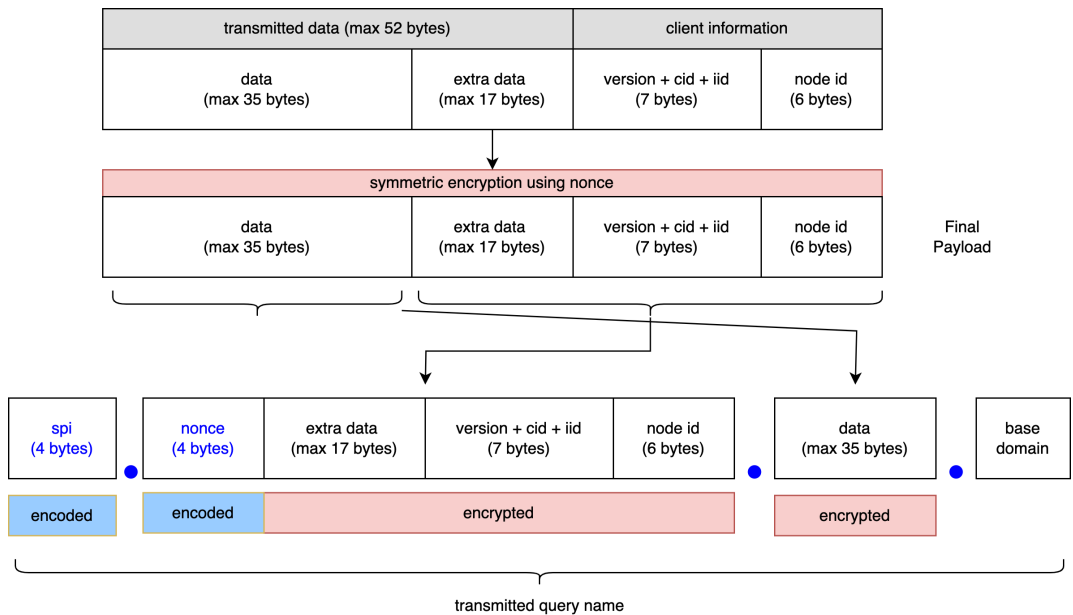 transmitted data (max 52 bytes)
client information
data
(max 35 bytes)
extra data
(max 17 bytes)
version + cid + iid
(7 bytes)
node id
(6 bytes)
symmetric encryption using nonce
data
(max 35 bytes)
extra data
(max 17 bytes)
version + cid + iid
(7 bytes)
node id
(6 bytes)
Final
Payload
spi
(4 bytes)
nonce
(4 bytes)
extra data
(max 17 bytes)
version + cid + iid
(7 bytes)
node id
(6 bytes)
data
(max 35 bytes)
base
domain
encoded
encoded
encrypted
encrypted
transmitted query name